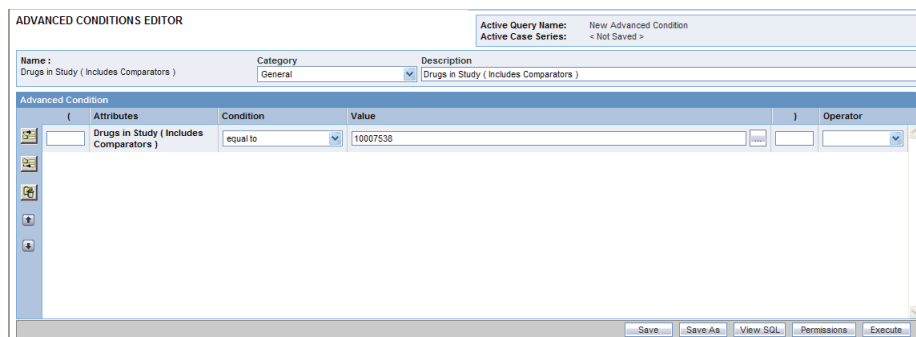 ADVANCED CONDITIONS EDITOR
Active Query Name: New Advanced Condition
Active Case Series: < Not Saved >
Name : Category Description
Drugs in Study ( Includes Comparators ) General Drugs in Study ( Includes Comparators )
Advanced Condition
( Attributes Condition Value ) Operator
Drugs in Study ( Includes
Comparators ) equal to 10007538 ...
Save Save As View SQL Permissions Execute